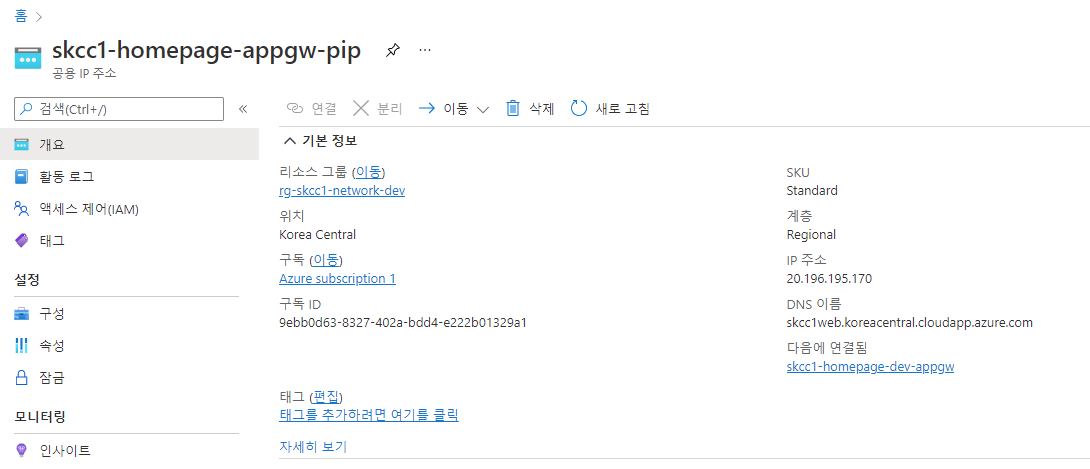 홈 >
skcc1-homepage-appgw-pip ...
공용 IP 주소
검색(Ctrl+/) «
개요
활동 로그
액세스 제어(IAM)
태그
설정
구성
속성
잠금
모니터링
인사이트
연결 분리 이동 삭제 새로 고침
기본 정보
리소스 그룹 (이동)
rg-skcc1-network-dev
위치
Korea Central
구독 (이동)
Azure subscription 1
구독 ID
9ebb0d63-8327-402a-bdd4-e222b01329a1
SKU
Standard
계층
Regional
IP 주소
20.196.195.170
DNS 이름
skcc1web.koreacentral.cloudapp.azure.com
다음에 연결됨
skcc1-homepage-dev-appgw
태그 (편집)
태그를 추가하려면 여기를 클릭
자세히 보기